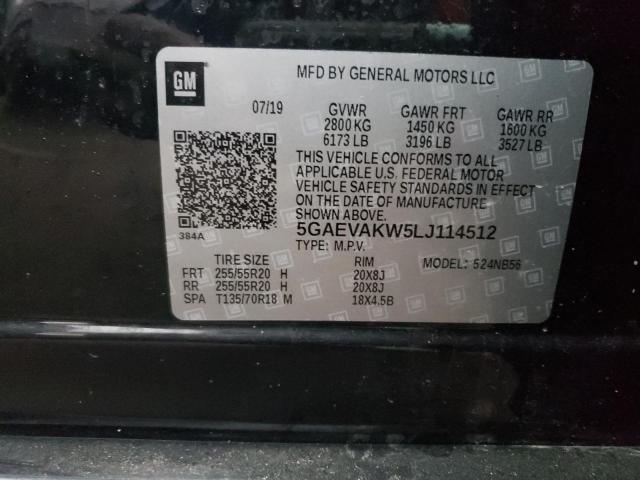 GM
MFD BY GENERAL MOTORS LLC
07/19 GVWR GAWR FRT GAWR RR
2800 KG 1450 KG 1600 KG
6173 LB 3196 LB 3527 LB
THIS VEHICLE CONFORMS TO ALL
APPLICABLE U.S. FEDERAL MOTOR
VEHICLE SAFETY STANDARDS IN EFFECT
ON THE DATE OF MANUFACTURE
SHOWN ABOVE
384A
5GAEVAKW5LJ114512
TYPE: M.P.V.
TIRE SIZE RIM MODEL: 524NB56
FRT 255/55R20 H 20X8J
RR 255/55R20 H 20X8J
SPA T135/70R18 M 18X4.5B